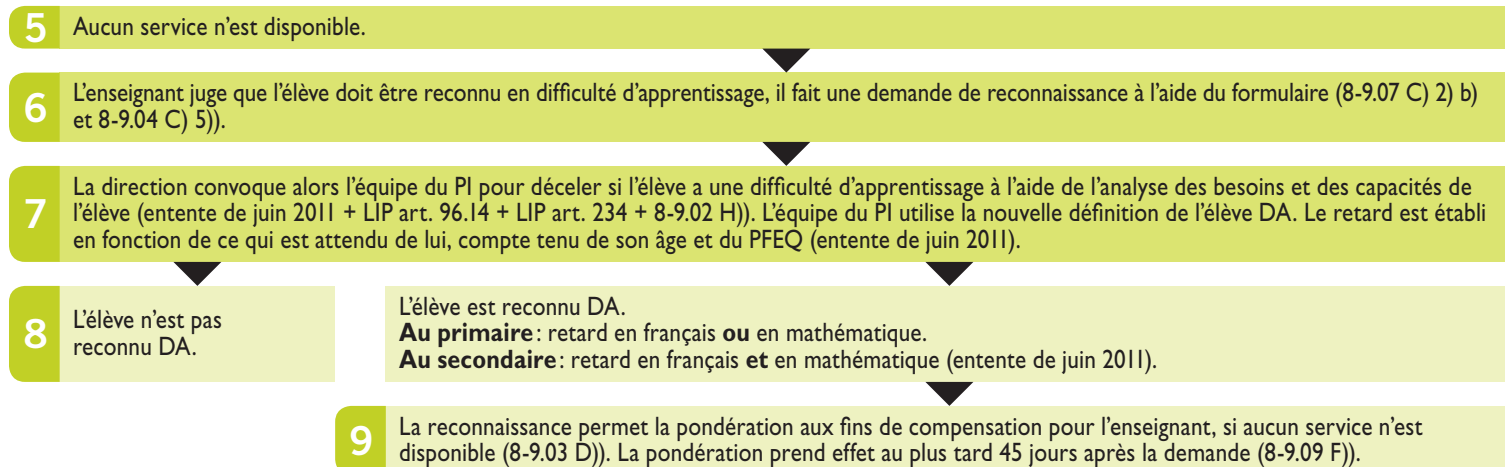 5 Aucun service n'est disponible.
6 L'enseignant juge que l'élève doit être reconnu en difficulté d'apprentissage, il fait une demande de reconnaissance à l'aide du formulaire (8-9.07 C) 2) b)
et 8-9.04 C) 5)).
7 La direction convoque alors l'équipe du PI pour déceler si l'élève a une difficulté d'apprentissage à l'aide de l'analyse des besoins et des capacités de
l'élève (entente de juin 2011 + LIP art. 96.14 + LIP art. 234 + 8-9.02 H)). L'équipe du PI utilise la nouvelle définition de l'élève DA. Le retard est établi
en fonction de ce qui est attendu de lui, compte tenu de son âge et du PFEQ (entente de juin 2011).
8 L'élève n'est pas
reconnu DA.
L'élève est reconnu DA.
Au primaire : retard en français ou en mathématique.
Au secondaire : retard en français et en mathématique (entente de juin 2011).
9 La reconnaissance permet la pondération aux fins de compensation pour l'enseignant, si aucun service n'est
disponible (8-9.03 D)). La pondération prend effet au plus tard 45 jours après la demande (8-9.09 F)).